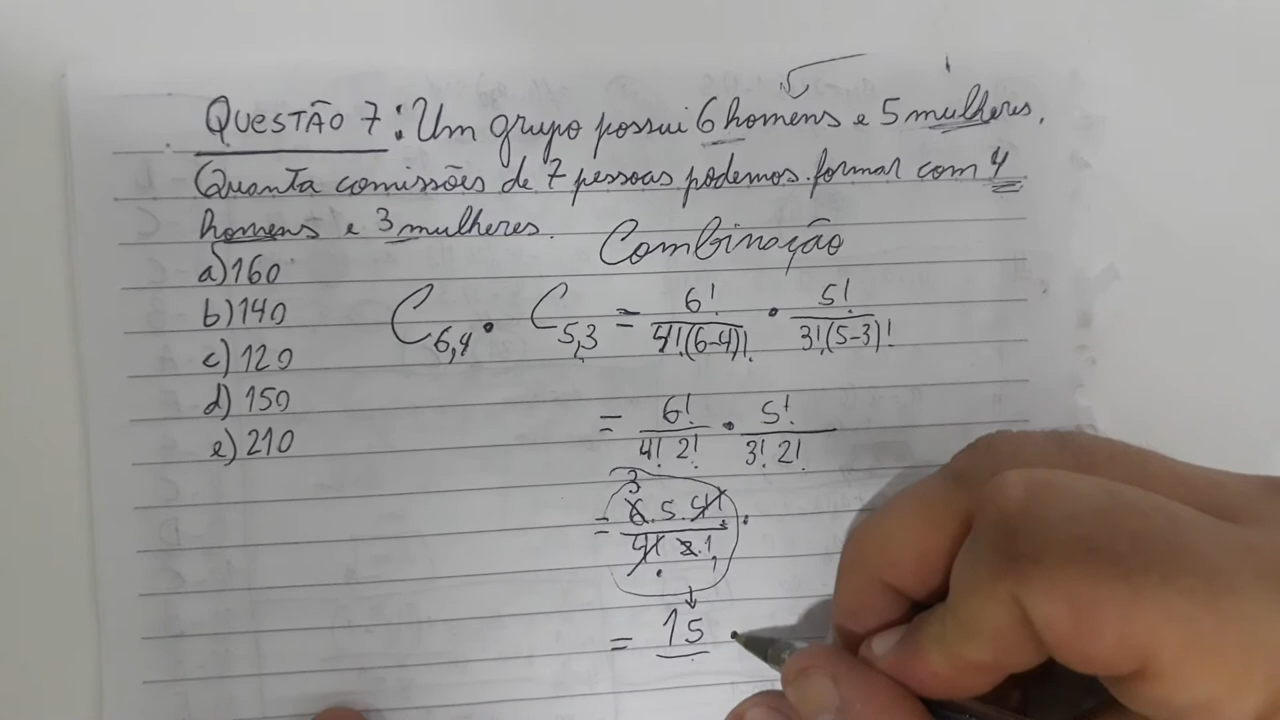 QUESTÃO 7: Um grupo possui 6 homens e 5 mulheres.
Quanta comissões de 7 pessoas podemos formar com 4
homens e 3 mulheres.
Combinação
a) 160
b) 140
c) 120
d) 150
e) 210
C6,4 . C5,3 = 6!/4!(6-4)! . 5!/3!(5-3)!
= 6!/4! 2! . 5!/3! 2!
3
= 6.5.4!/4! 2.1 .
1
= 15 .